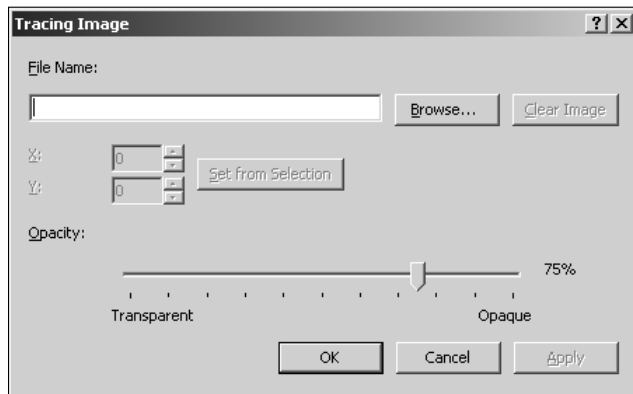 Tracing Image
File Name:
Browse... Clear Image
X: 0
Set from Selection
Y: 0
Opacity:
75%
Transparent Opaque
OK Cancel Apply